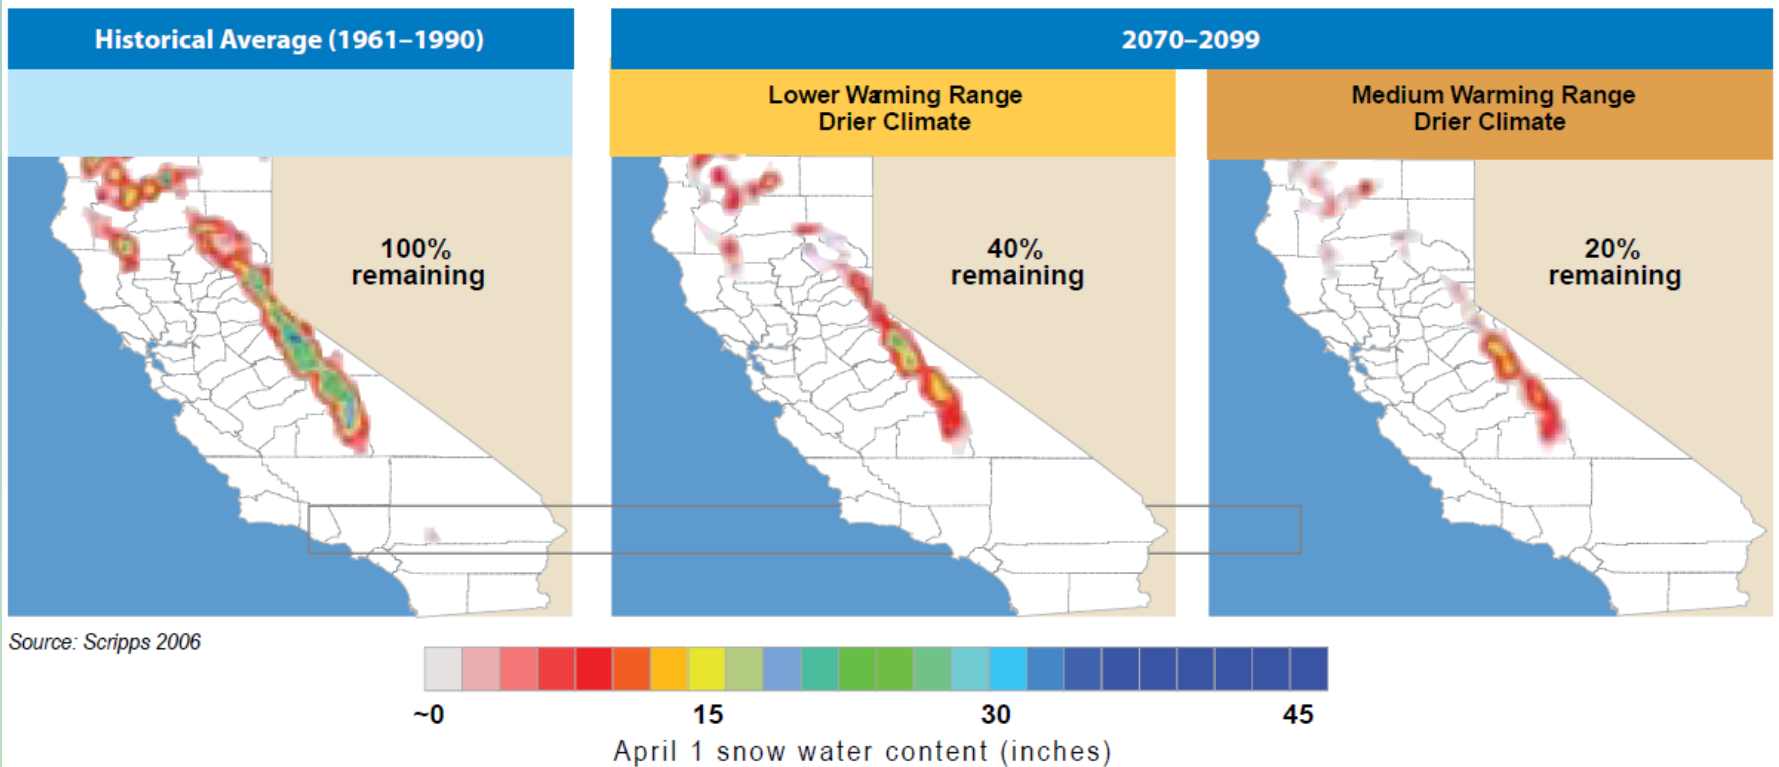 Historical Average (1961–1990)
2070–2099
Lower Warming Range
Drier Climate
Medium Warming Range
Drier Climate
100%
remaining
40%
remaining
20%
remaining
Source: Scripps 2006
~0
15
30
45
April 1 snow water content (inches)